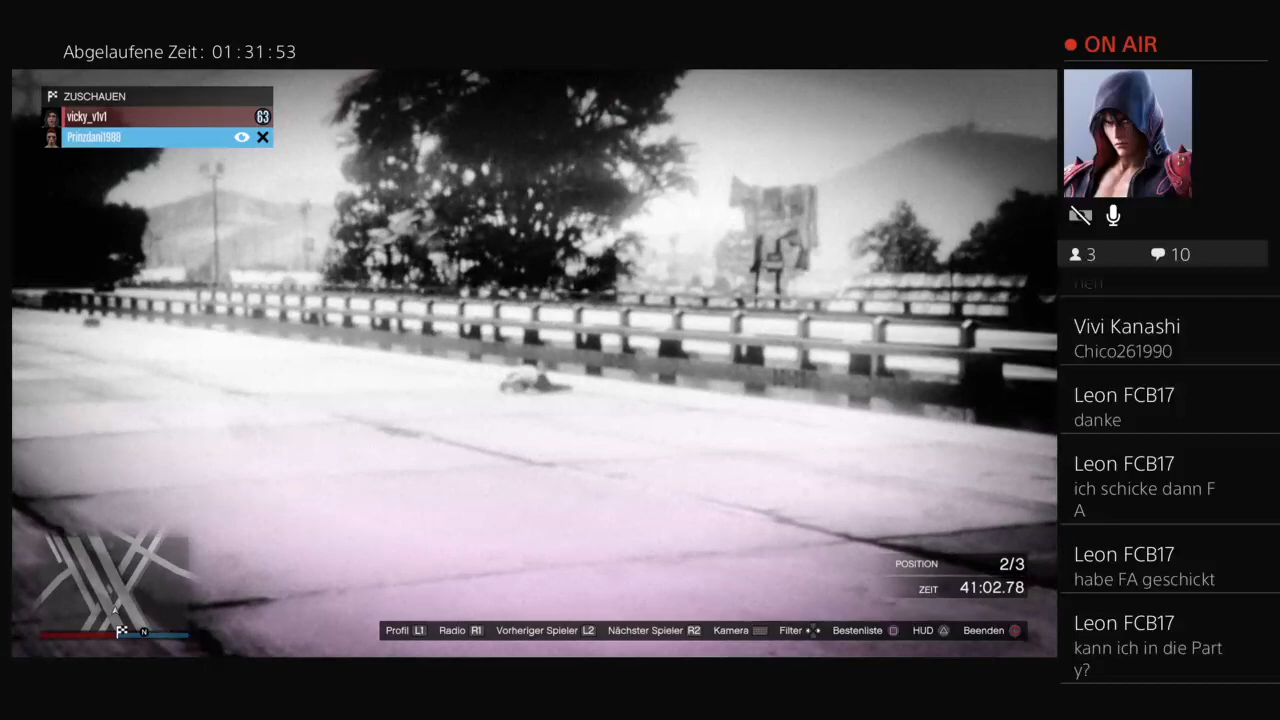 Abgelaufene Zeit: 01:31:53
ON AIR
ZUSCHAUEN
vicky_v1v1 63
Prinzdani1988
3 10
Vivi Kanashi
Chico261990
Leon FCB17
danke
Leon FCB17
ich schicke dann F
A
Leon FCB17
habe FA geschickt
Leon FCB17
kann ich in die Part
y?
POSITION 2/3
ZEIT 41:02.78
N
Profil L1 Radio R1 Vorheriger Spieler L2 Nächster Spieler R2 Kamera Filter Bestenliste HUD Beenden